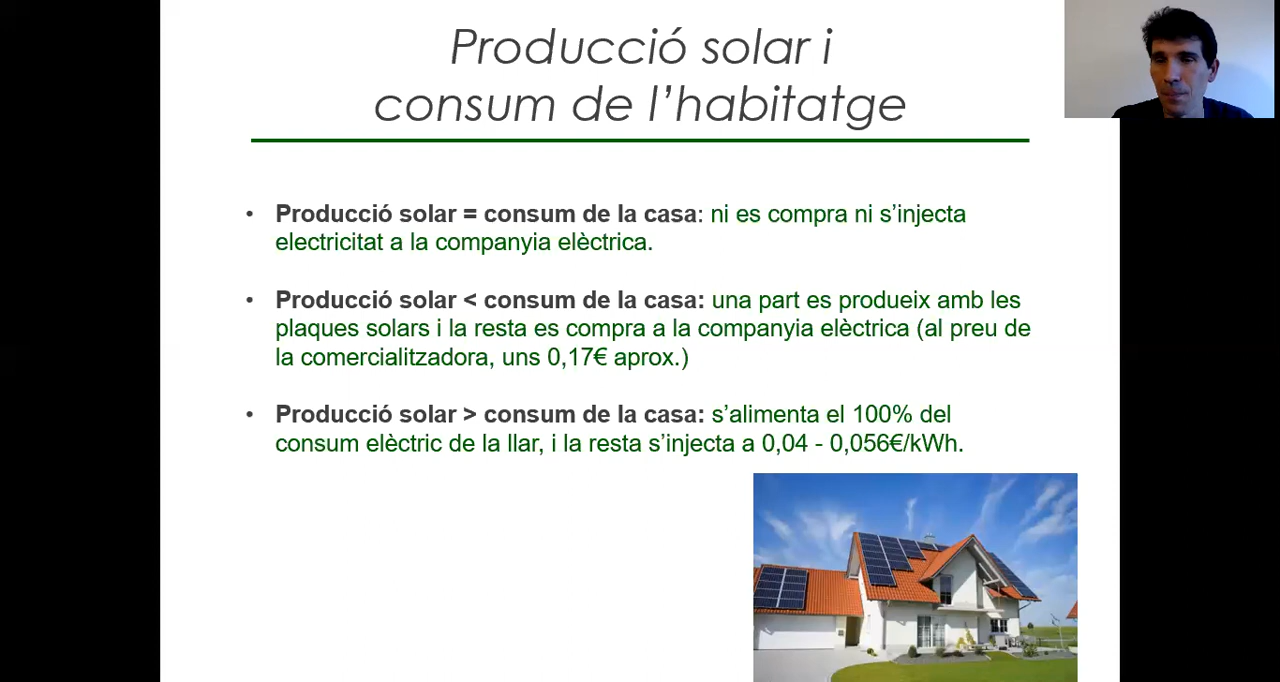 Producció solar i
consum de l’habitatge
• Producció solar = consum de la casa: ni es compra ni s’injecta
electricitat a la companyia elèctrica.
• Producció solar < consum de la casa: una part es produeix amb les
plaques solars i la resta es compra a la companyia elèctrica (al preu de
la comercialitzadora, uns 0,17€ aprox.)
• Producció solar > consum de la casa: s’alimenta el 100% del
consum elèctric de la llar, i la resta s’injecta a 0,04 - 0,056€/kWh.